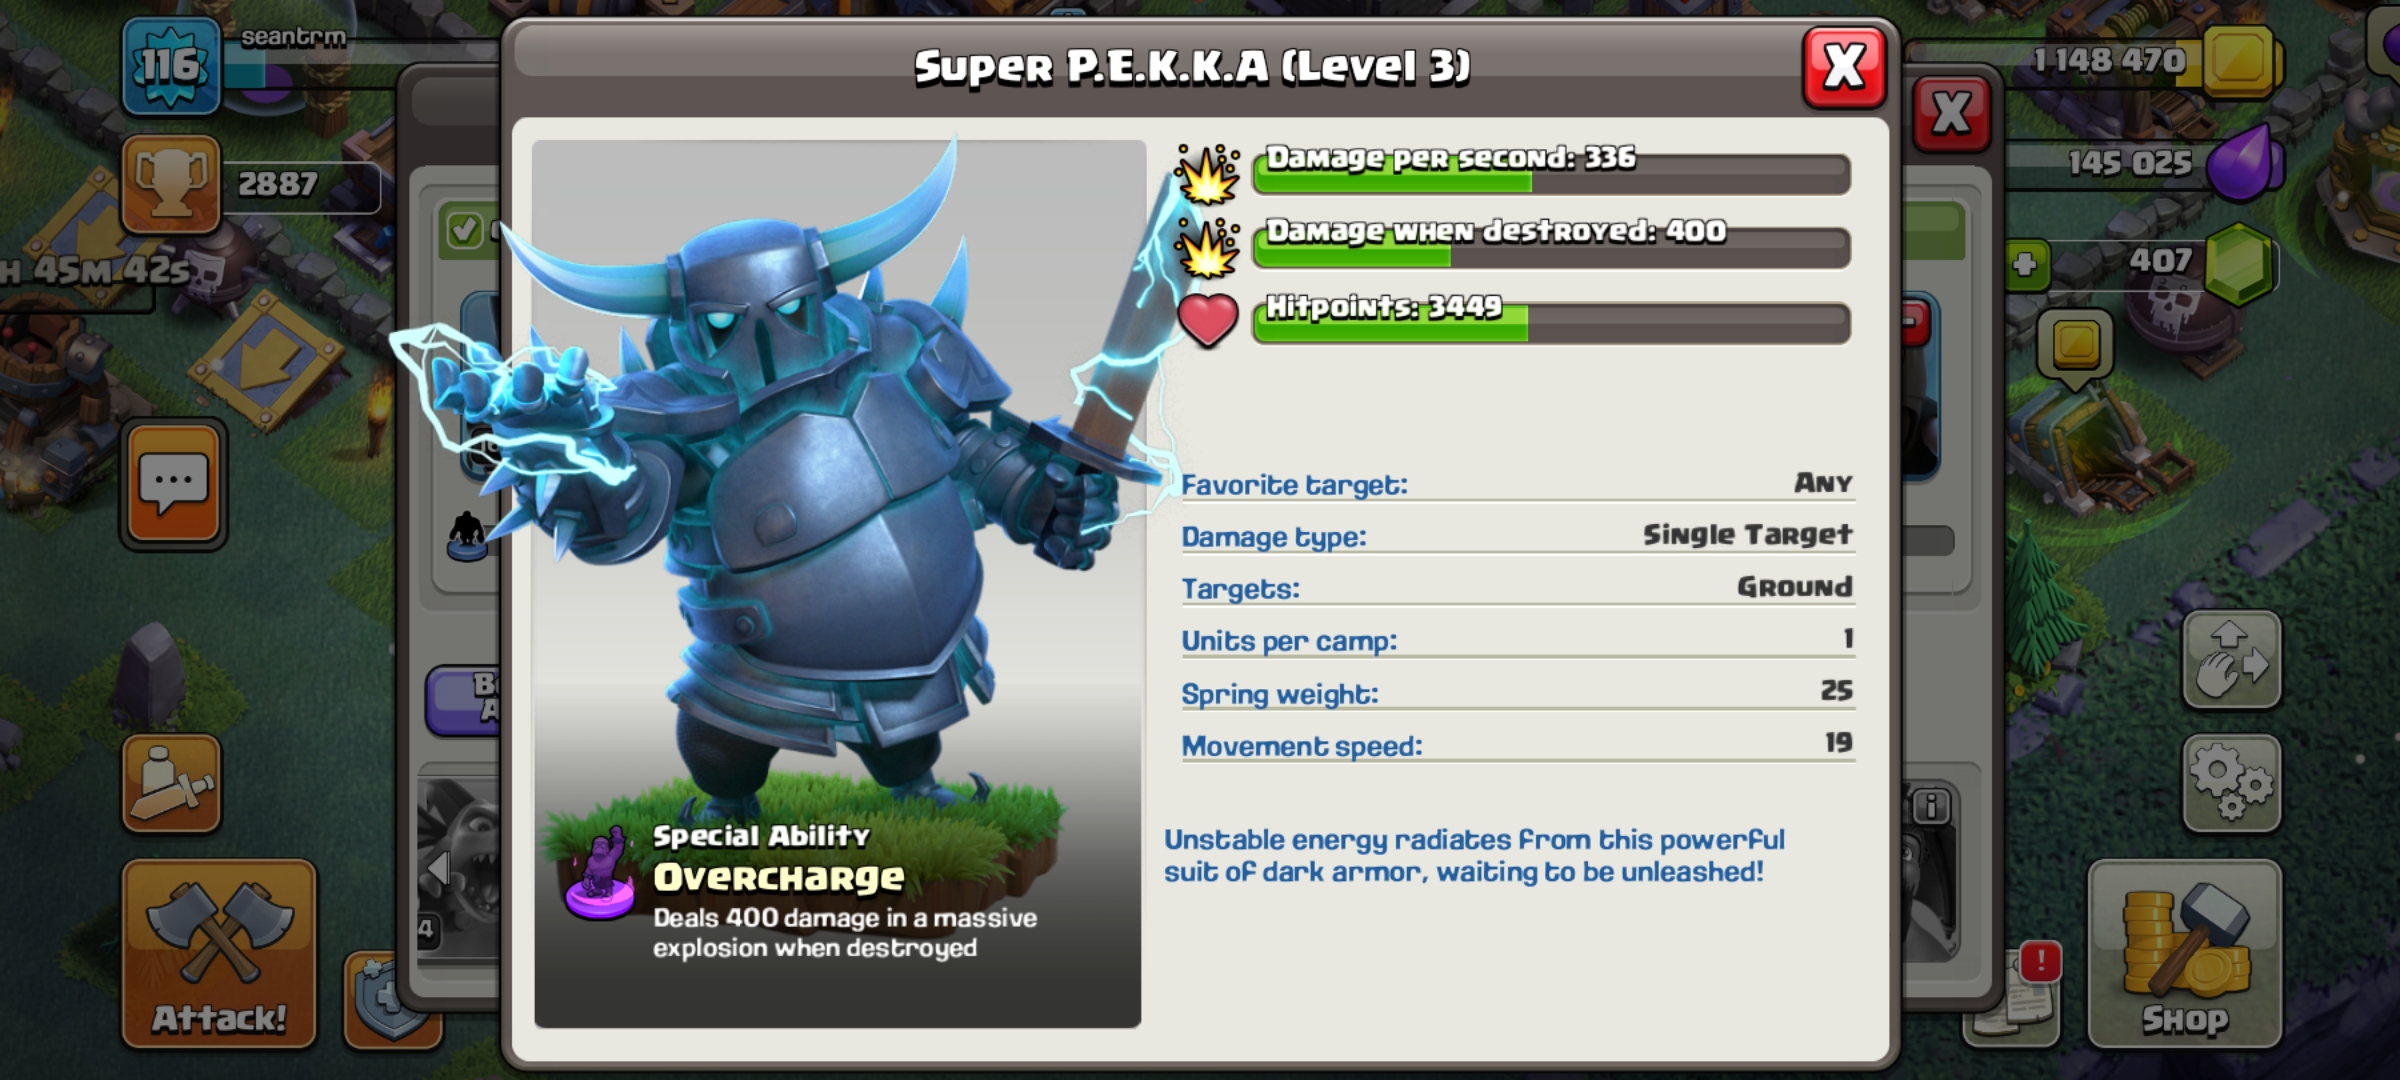 116
seantrm
Super P.E.K.K.A (Level 3)
1 148 470
2887
145 025
407
H 45M 42s
Damage per second: 336
Damage when destroyed: 400
Hitpoints: 3449
Favorite target: Any
Damage type: Single Target
Targets: Ground
Units per camp: 1
Spring weight: 25
Movement speed: 19
Special Ability
Overcharge
Deals 400 damage in a massive
explosion when destroyed
Unstable energy radiates from this powerful
suit of dark armor, waiting to be unleashed!
4
Attack!
Shop